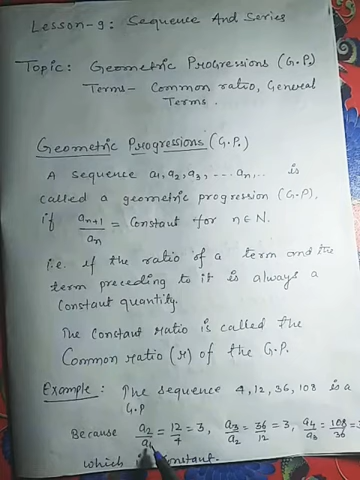 Lesson-9: Sequence And Series
Topic: Geometric Progressions (G.P.)
Terms- Common ratio, General
Terms.
Geometric Progressions (G.P.)
A sequence a₁, a₂, a₃, ... aₙ, .. is
called a geometric progression (G.P),
if aₙ₊₁/aₙ = Constant for n ∈ N.
i.e. if the ratio of a term and the
term preceding to it is always a
Constant quantity.
The Constant ratio is called the
Common ratio (r) of the G.P.
Example: The sequence 4, 12, 36, 108 is a
G.P
Because a₂/a₁ = 12/4 = 3, a₃/a₂ = 36/12 = 3, a₄/a₃ = 108/36 =
which constant.